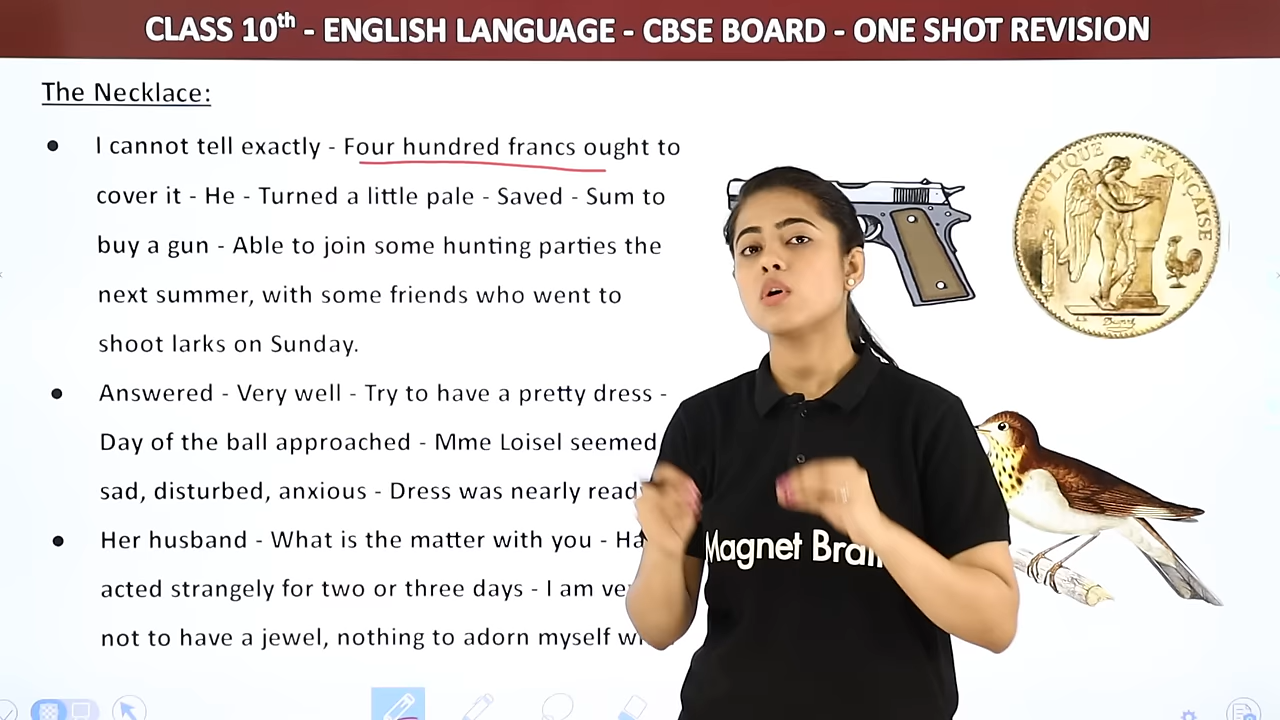 CLASS 10th - ENGLISH LANGUAGE - CBSE BOARD - ONE SHOT REVISION
The Necklace:
● I cannot tell exactly - Four hundred francs ought to
cover it - He - Turned a little pale - Saved - Sum to
buy a gun - Able to join some hunting parties the
next summer, with some friends who went to
shoot larks on Sunday.
● Answered - Very well - Try to have a pretty dress -
Day of the ball approached - Mme Loisel seemed
sad, disturbed, anxious - Dress was nearly read
● Her husband - What is the matter with you - Ha
acted strangely for two or three days - I am ve
not to have a jewel, nothing to adorn myself w
REPUBLIQUE FRANÇAISE
Magnet Brai